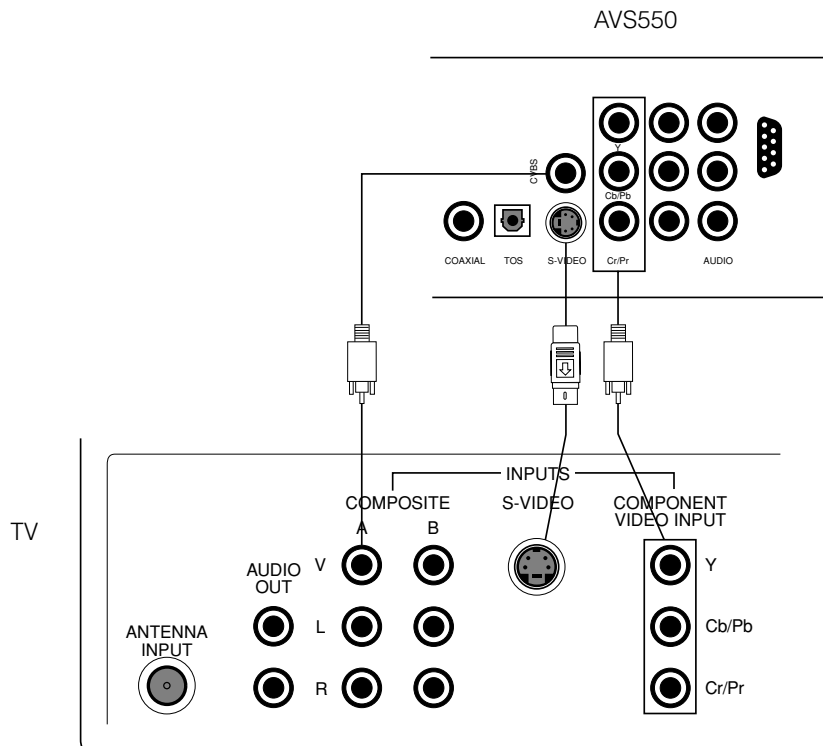 AVS550
CVBS
Y
Cb/Pb
COAXIAL TOS S-VIDEO Cr/Pr AUDIO
TV
INPUTS
COMPOSITE S-VIDEO COMPONENT
VIDEO INPUT
A B
AUDIO
OUT
V Y
L Cb/Pb
ANTENNA
INPUT
R Cr/Pr